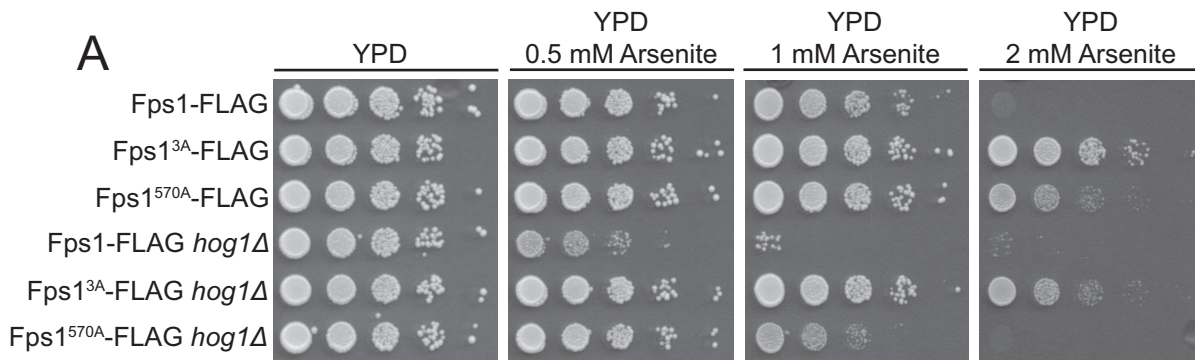 A
YPD
YPD
0.5 mM Arsenite
YPD
1 mM Arsenite
YPD
2 mM Arsenite
Fps1-FLAG
Fps1³ᴬ-FLAG
Fps1⁵⁷⁰ᴬ-FLAG
Fps1-FLAG hog1Δ
Fps1³ᴬ-FLAG hog1Δ
Fps1⁵⁷⁰ᴬ-FLAG hog1Δ